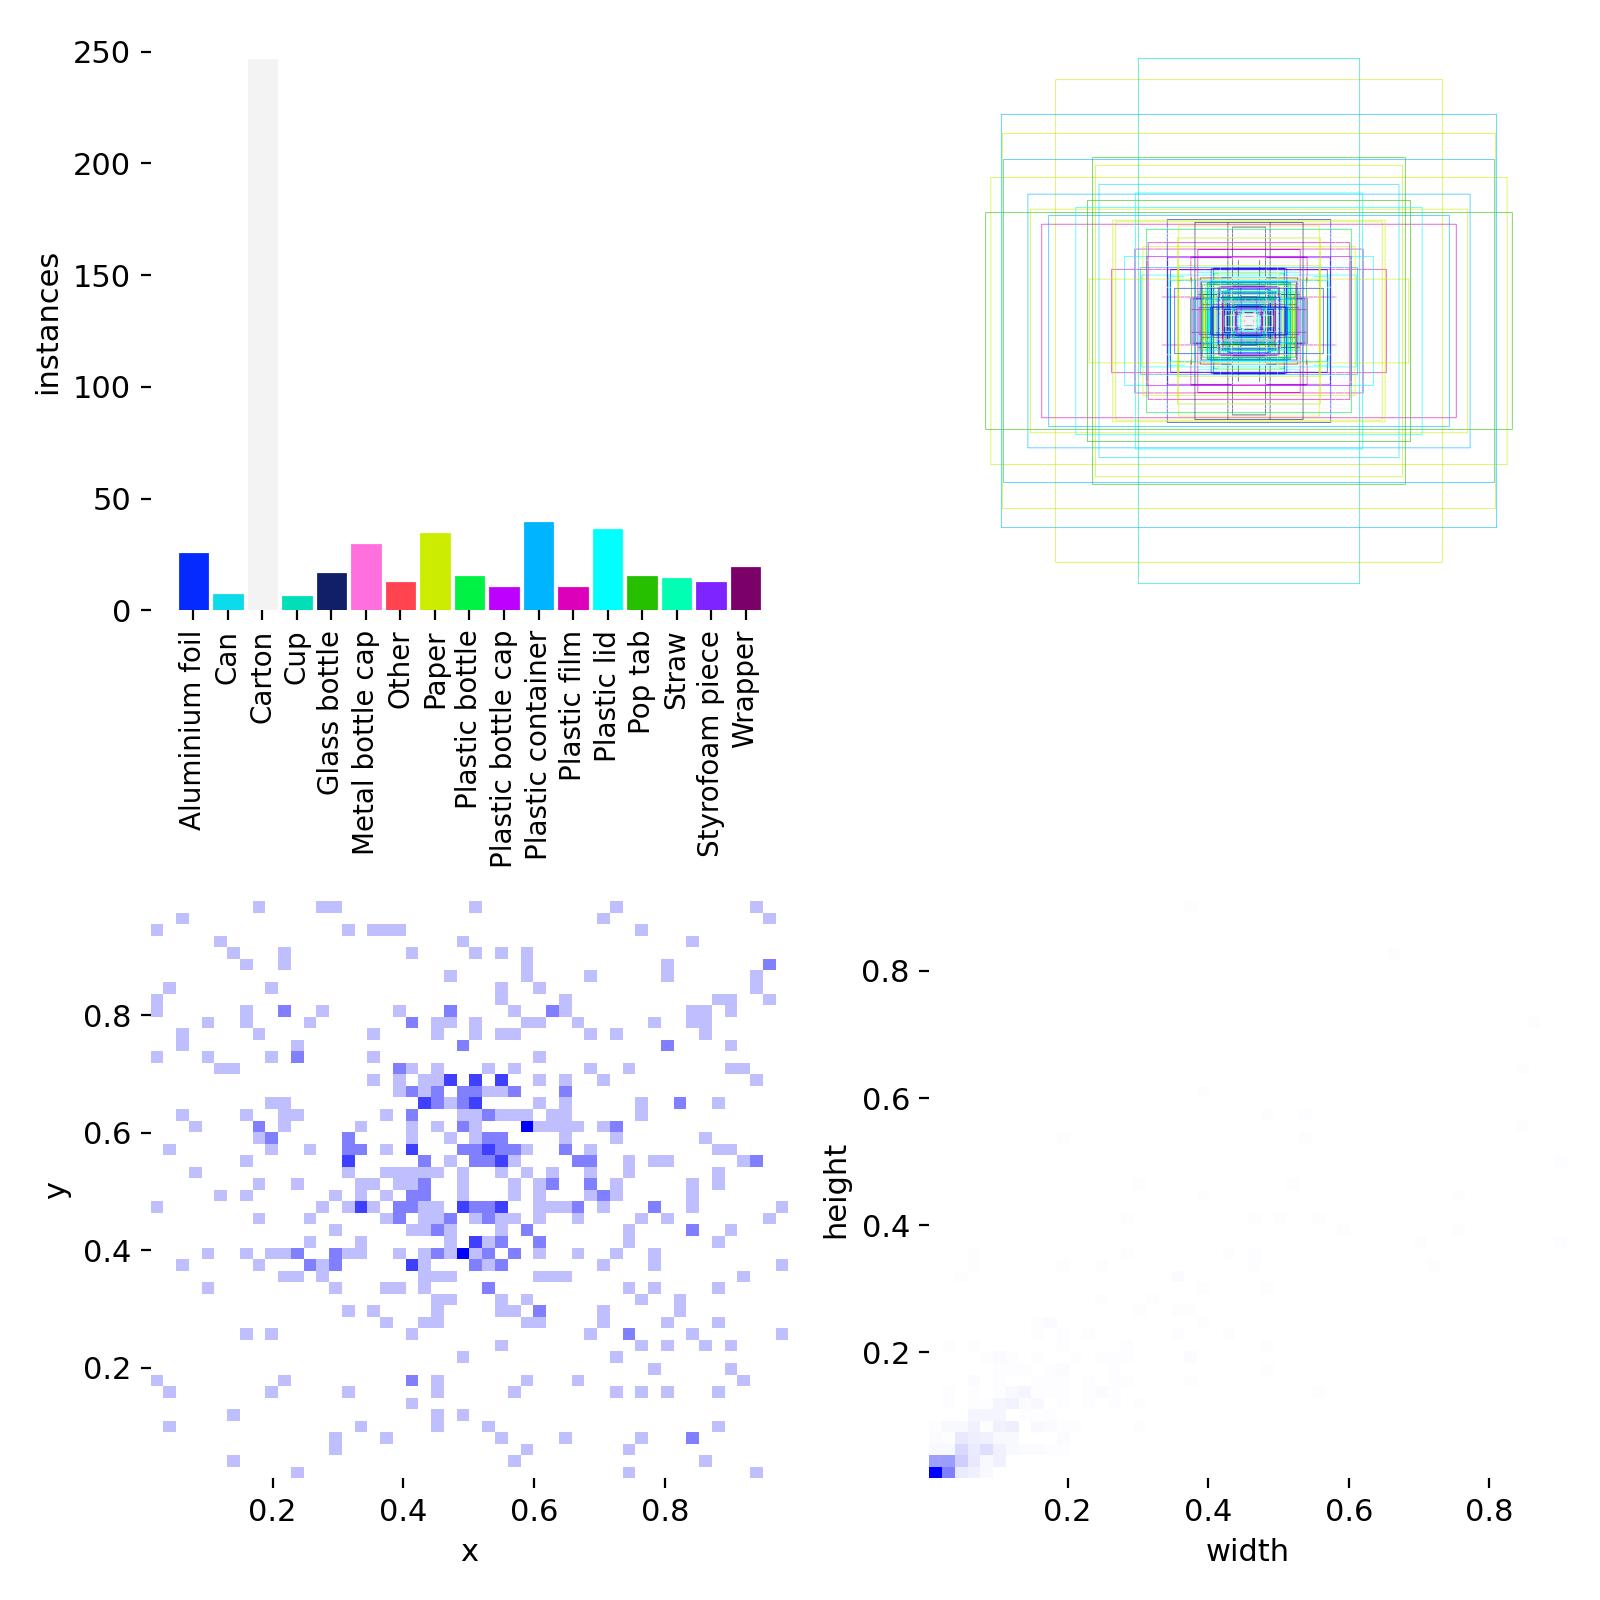 250
200
150
100
50
0
instances
Aluminium foil
Can
Carton
Cup
Glass bottle
Metal bottle cap
Other
Paper
Plastic bottle
Plastic bottle cap
Plastic container
Plastic film
Plastic lid
Pop tab
Straw
Styrofoam piece
Wrapper
0.8
0.6
0.4
0.2
y
0.2 0.4 0.6 0.8
x
0.8
0.6
0.4
0.2
height
0.2 0.4 0.6 0.8
width